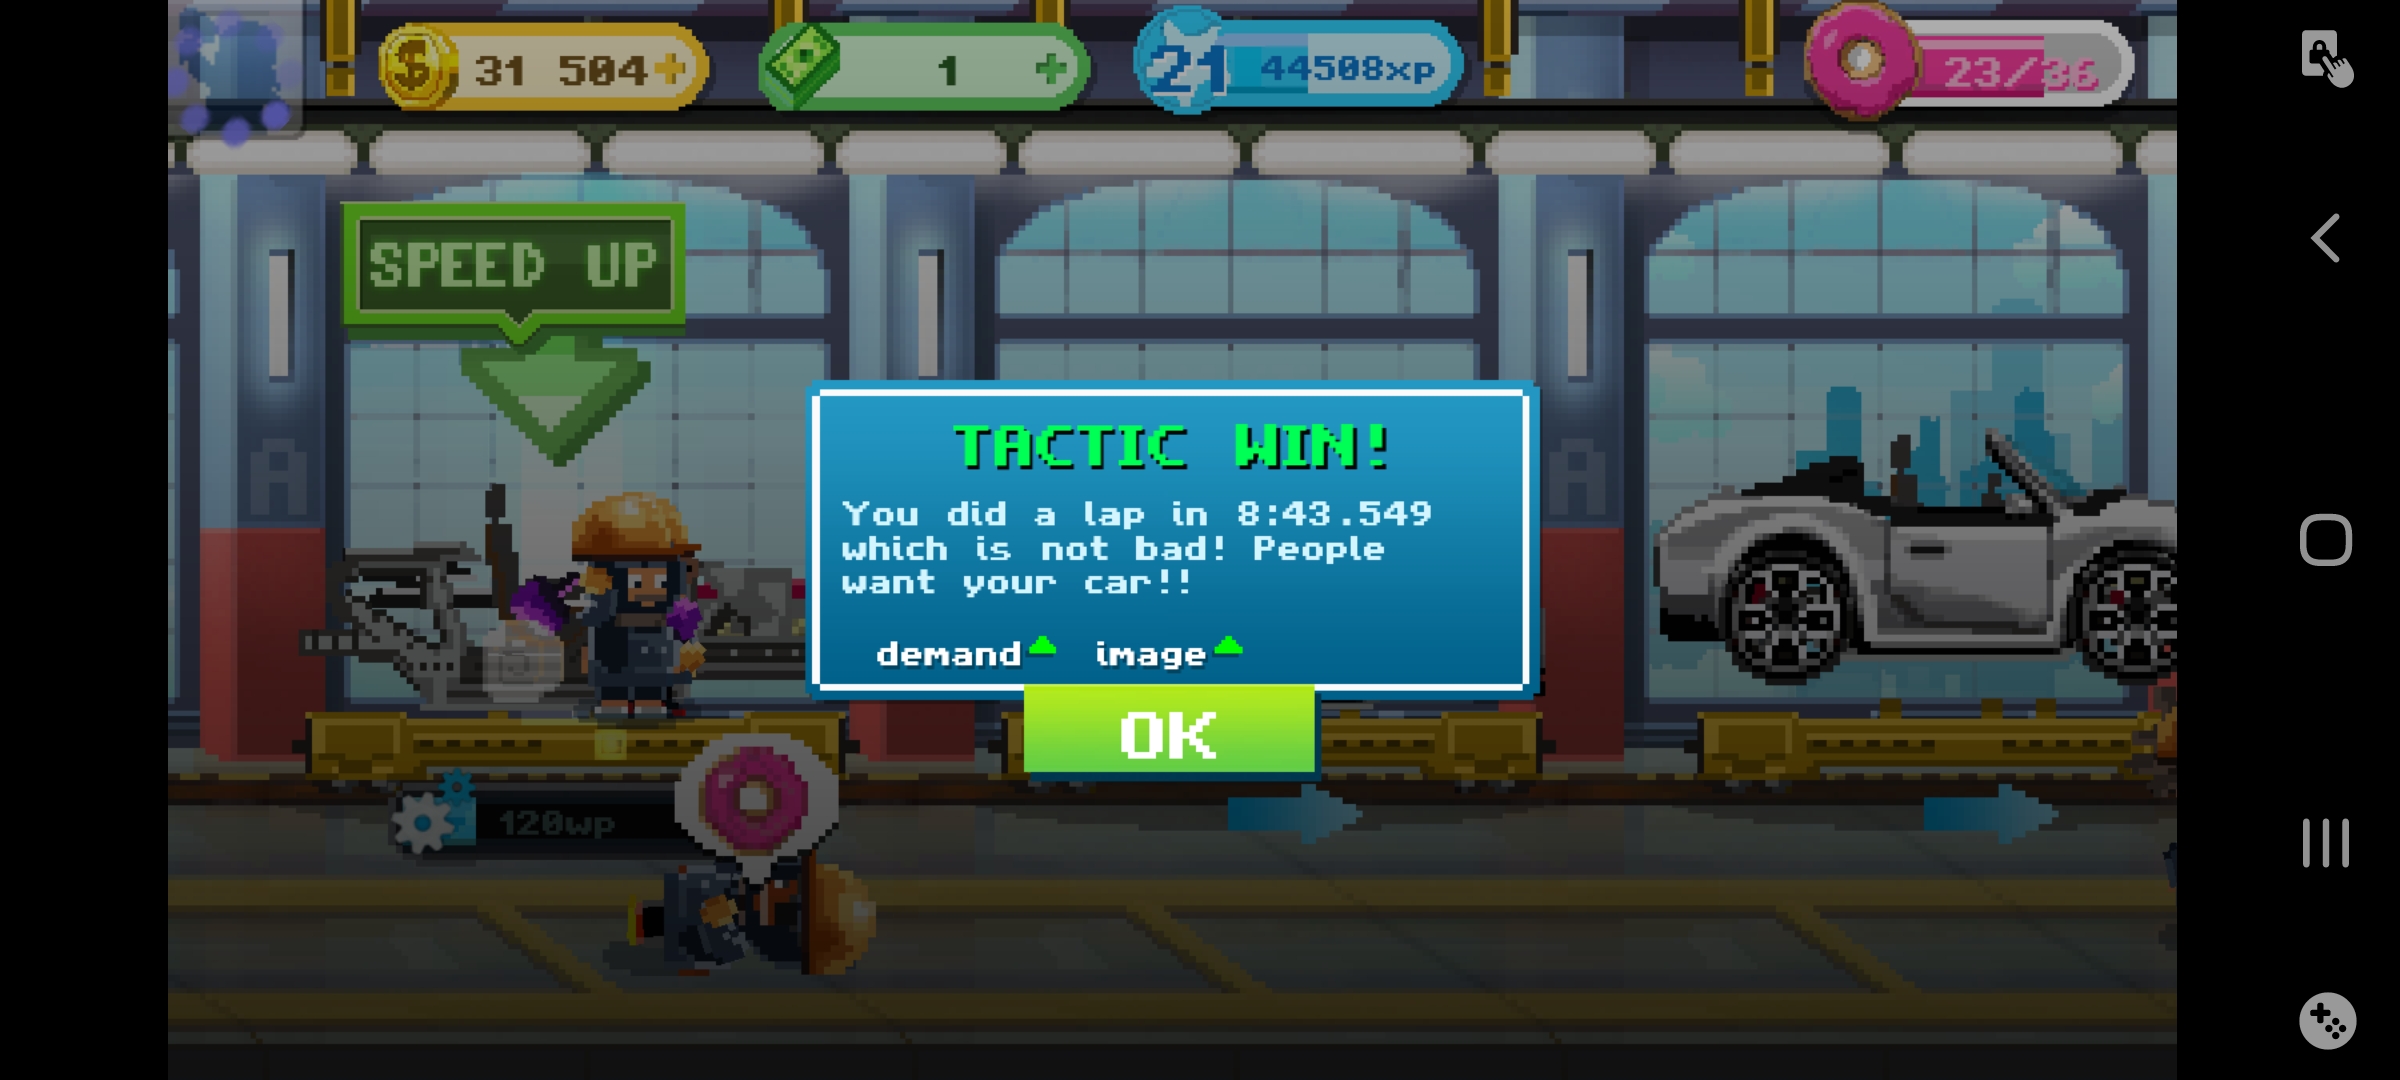 31 504
1
21 44508xp
23/36
SPEED UP
A
A
TACTIC WIN!
You did a lap in 8:43.549
which is not bad! People
want your car!!
demand image
OK
120wp